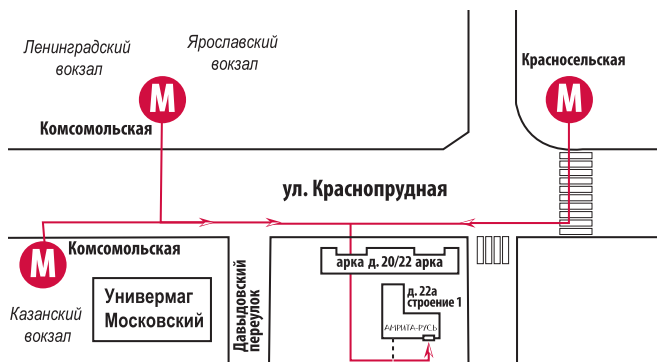 Ленинградский
вокзал
Ярославский
вокзал
Красносельская
М
М
Комсомольская
ул. Краснопрудная
Комсомольская
М
арка д. 20/22 арка
Универмаг
Московский
Казанский
вокзал
Давыдовский
переулок
д. 22а
строение 1
АМРИТА-РУСЬ